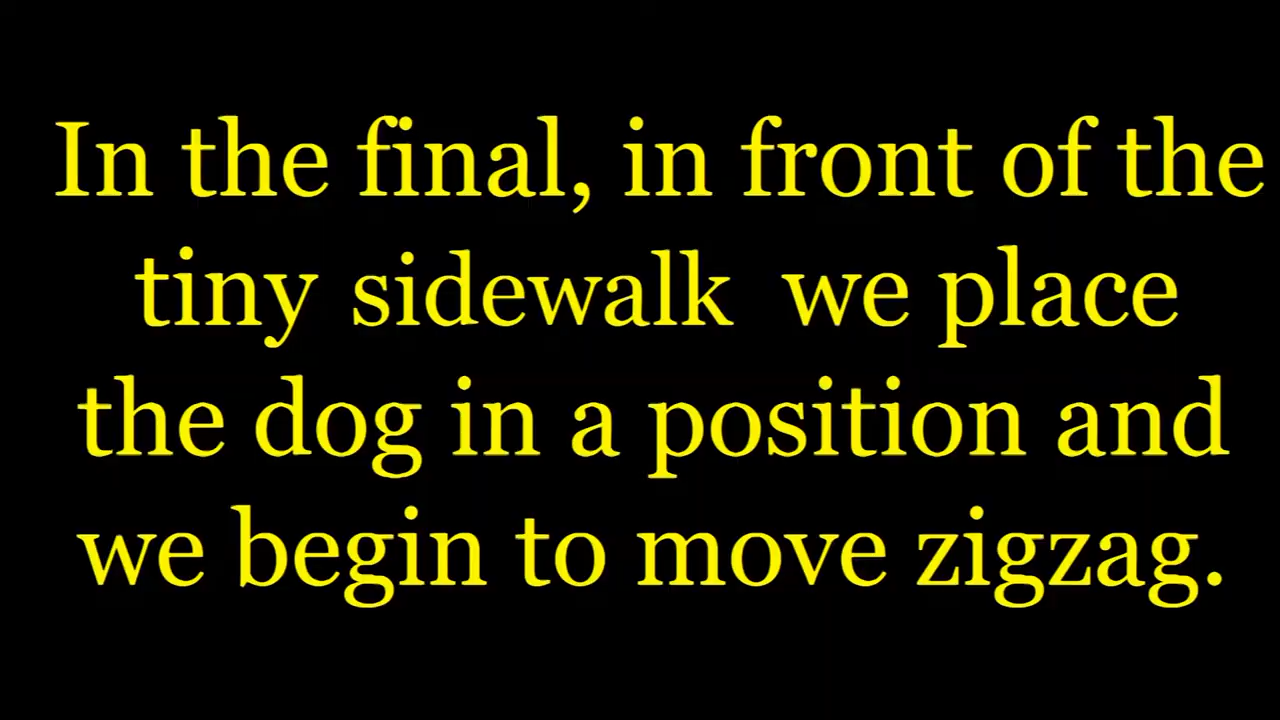 In the final, in front of the
tiny sidewalk we place
the dog in a position and
we begin to move zigzag.